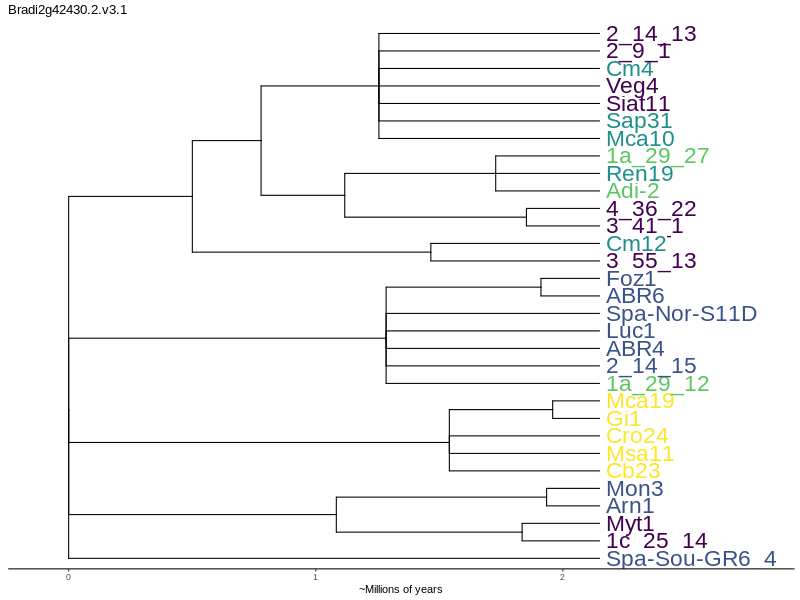 Bradi2g42430.2.v3.1
2_14_13
2_9_1
Cm4
Veg4
Siat11
Sap31
Mca10
1a_29_27
Ren19
Adi-2
4_36_22
3_41_1
Cm12
3_55_13
Foz1
ABR6
Spa-Nor-S11D
Luc1
ABR4
2_14_15
1a_29_12
Mca19
Gi1
Cro24
Msa11
Cb23
Mon3
Arn1
Myt1
1c_25_14
Spa-Sou-GR6_4
0 1 2
~Millions of years